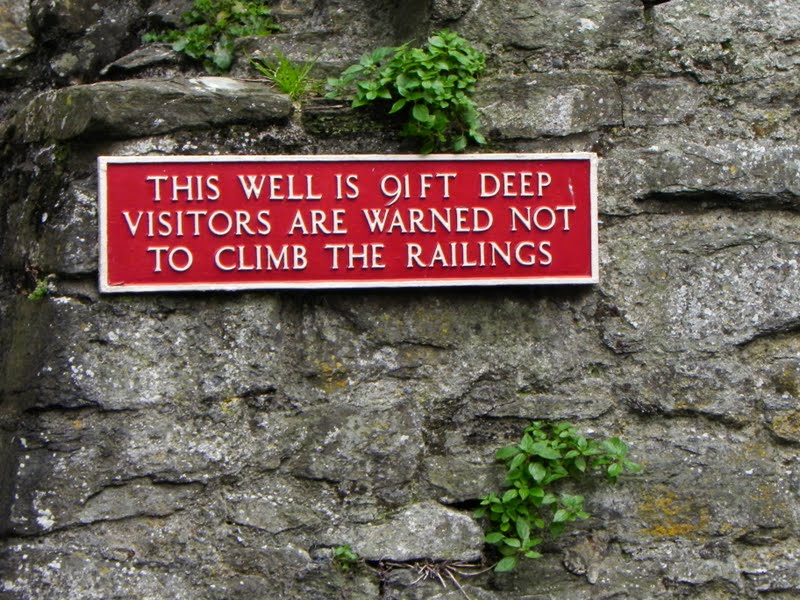 THIS WELL IS 91FT DEEP
VISITORS ARE WARNED NOT
TO CLIMB THE RAILINGS